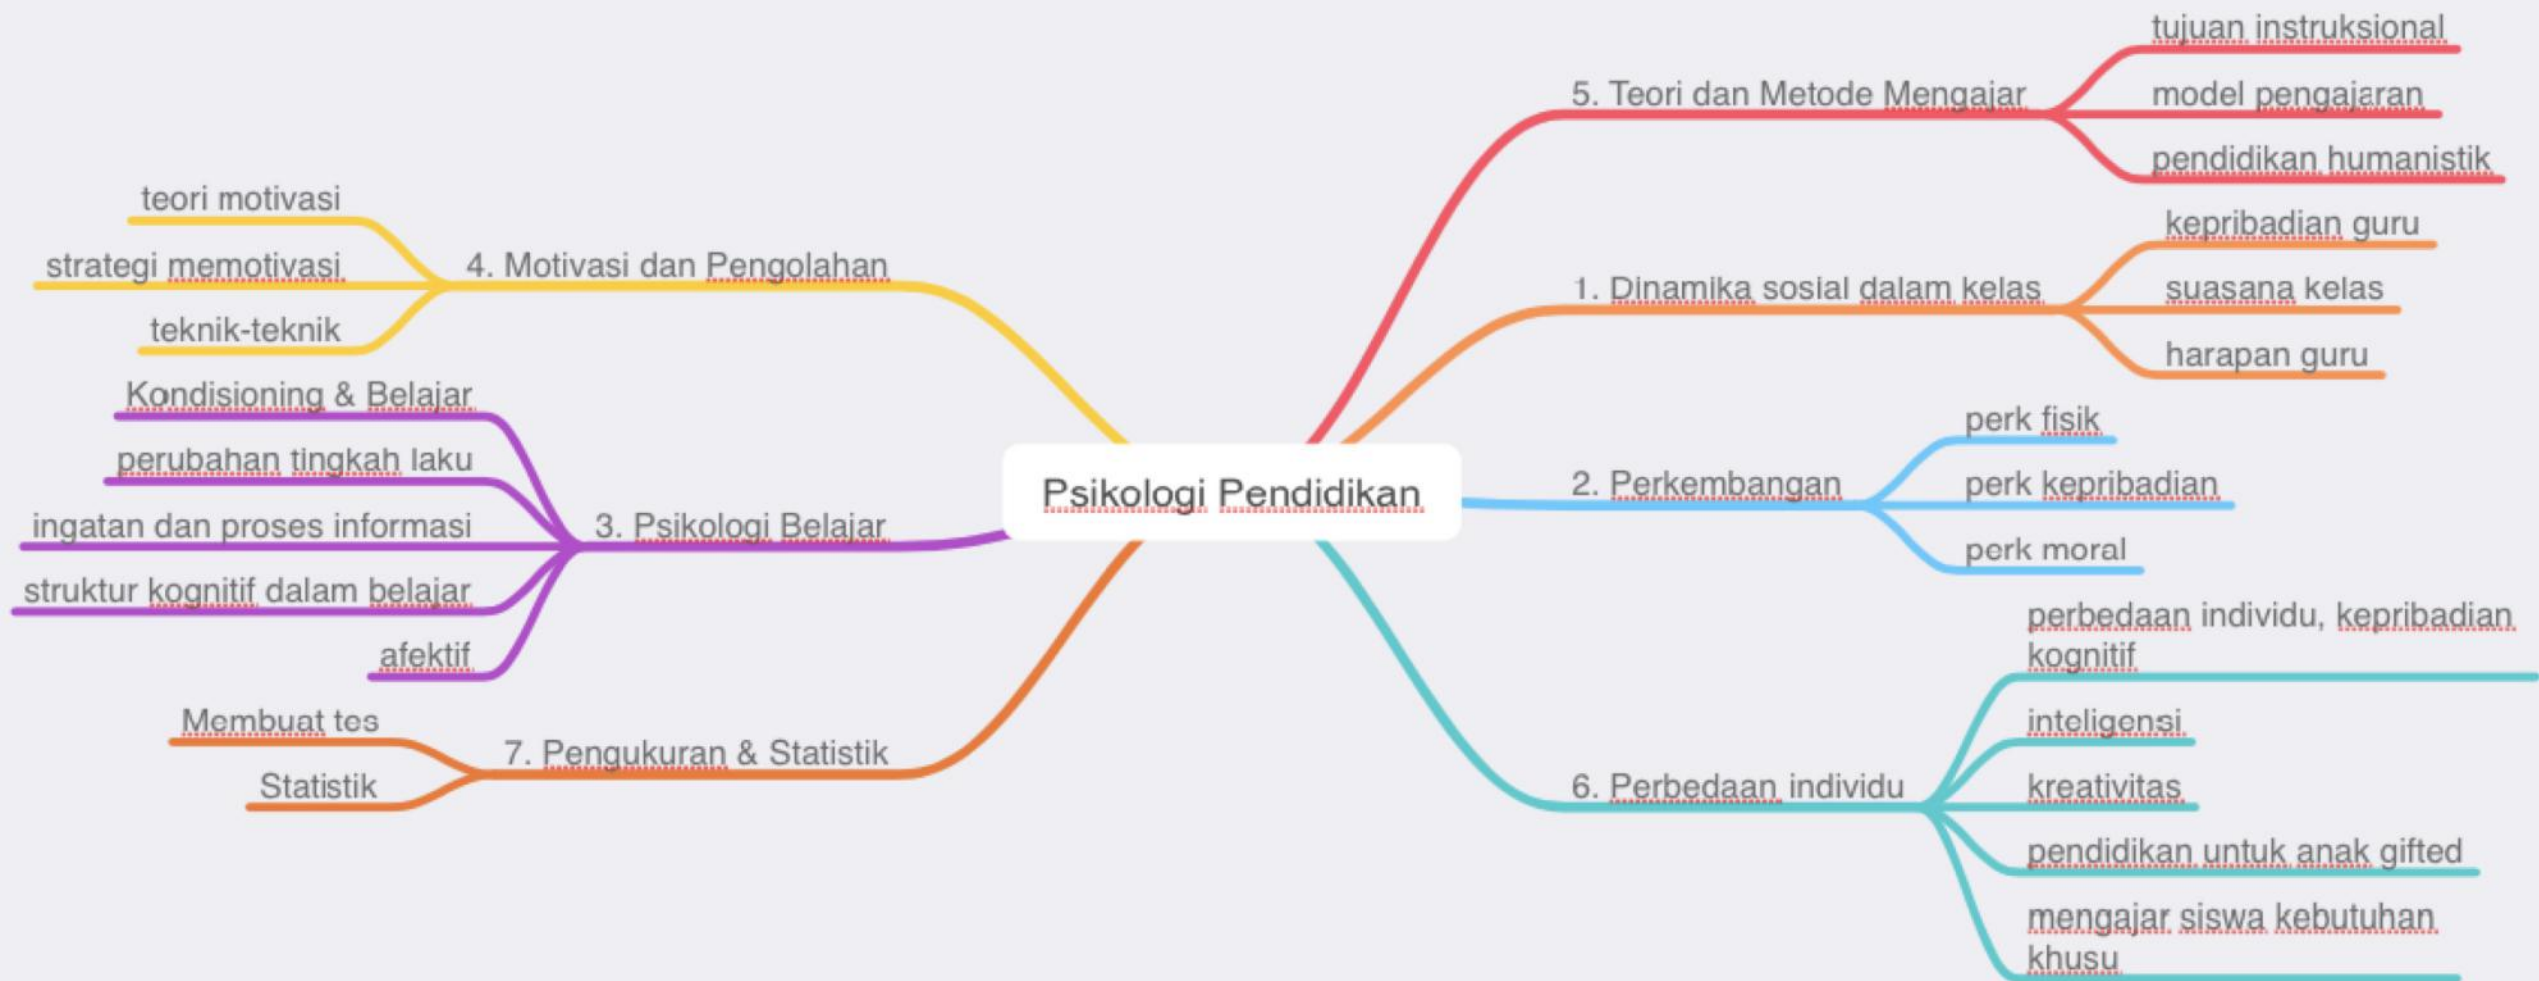 Psikologi Pendidikan
5. Teori dan Metode Mengajar
tujuan instruksional
model pengajaran
pendidikan humanistik
1. Dinamika sosial dalam kelas
kepribadian guru
suasana kelas
harapan guru
2. Perkembangan
perk fisik
perk kepribadian
perk moral
6. Perbedaan individu
perbedaan individu, kepribadian
kognitif
inteligensi
kreativitas
pendidikan untuk anak gifted
mengajar siswa kebutuhan
khusu
4. Motivasi dan Pengolahan
teori motivasi
strategi memotivasi
teknik-teknik
3. Psikologi Belajar
Kondisioning & Belajar
perubahan tingkah laku
ingatan dan proses informasi
struktur kognitif dalam belajar
afektif
7. Pengukuran & Statistik
Membuat tes
Statistik